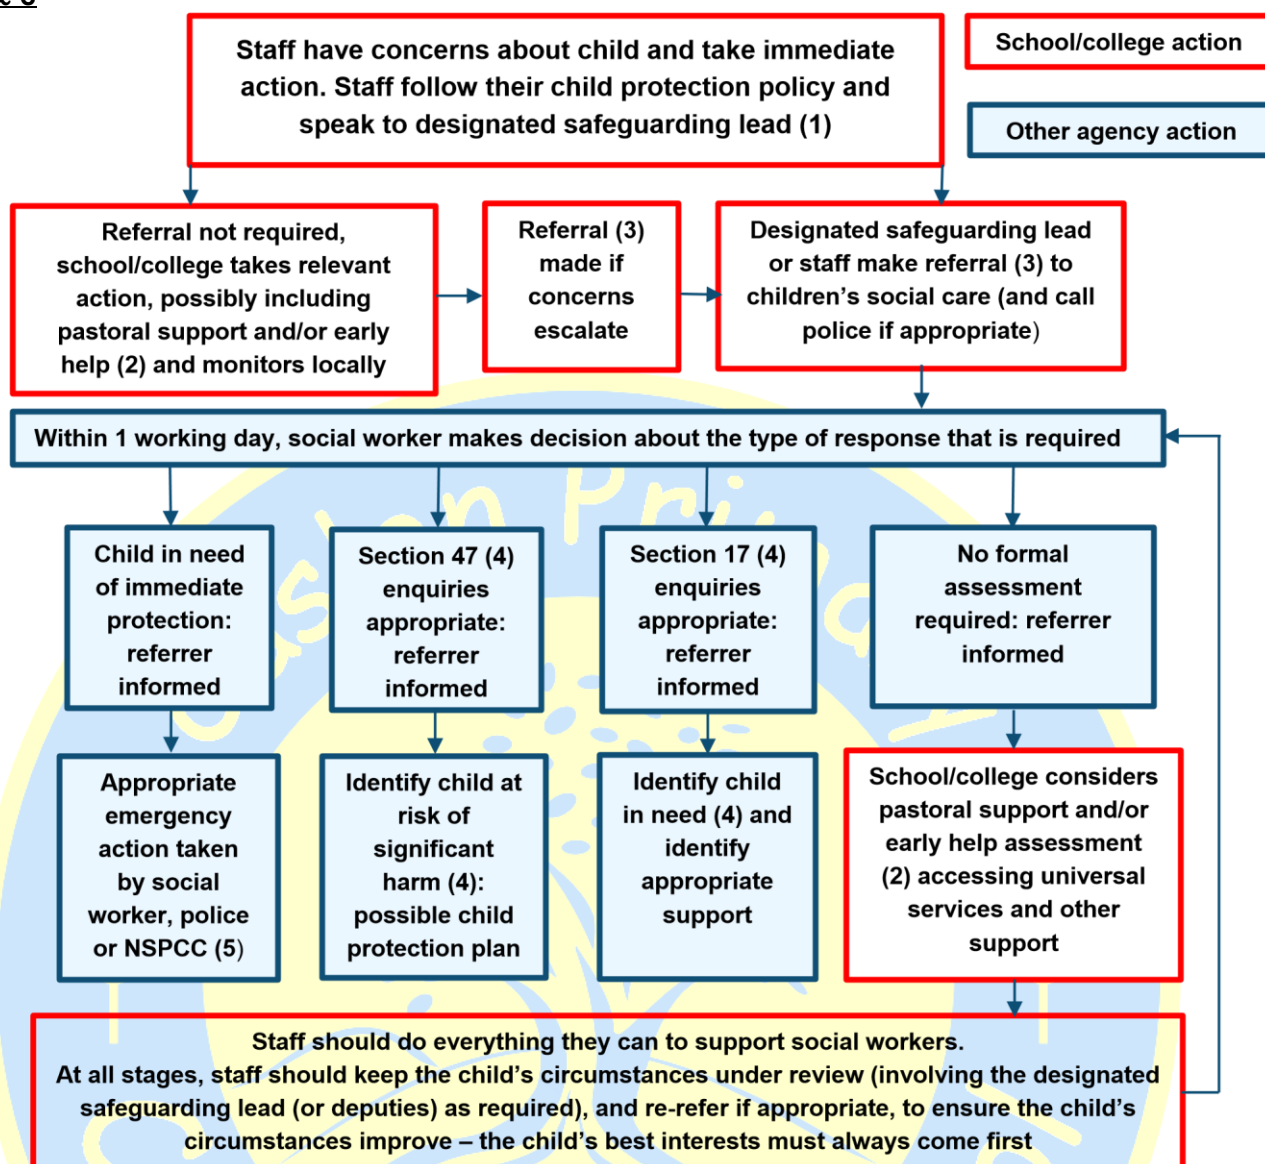 Staff have concerns about child and take immediate
action. Staff follow their child protection policy and
speak to designated safeguarding lead (1)
School/college action
Other agency action
Referral not required,
school/college takes relevant
action, possibly including
pastoral support and/or early
help (2) and monitors locally
Referral (3)
made if
concerns
escalate
Designated safeguarding lead
or staff make referral (3) to
children’s social care (and call
police if appropriate)
Within 1 working day, social worker makes decision about the type of response that is required
Child in need
of immediate
protection:
referrer
informed
Section 47 (4)
enquiries
appropriate:
referrer
informed
Section 17 (4)
enquiries
appropriate:
referrer
informed
No formal
assessment
required: referrer
informed
Appropriate
emergency
action taken
by social
worker, police
or NSPCC (5)
Identify child at
risk of
significant
harm (4):
possible child
protection plan
Identify child
in need (4) and
identify
appropriate
support
School/college considers
pastoral support and/or
early help assessment
(2) accessing universal
services and other
support
Staff should do everything they can to support social workers.
At all stages, staff should keep the child’s circumstances under review (involving the designated
safeguarding lead (or deputies) as required), and re-refer if appropriate, to ensure the child’s
circumstances improve – the child’s best interests must always come first